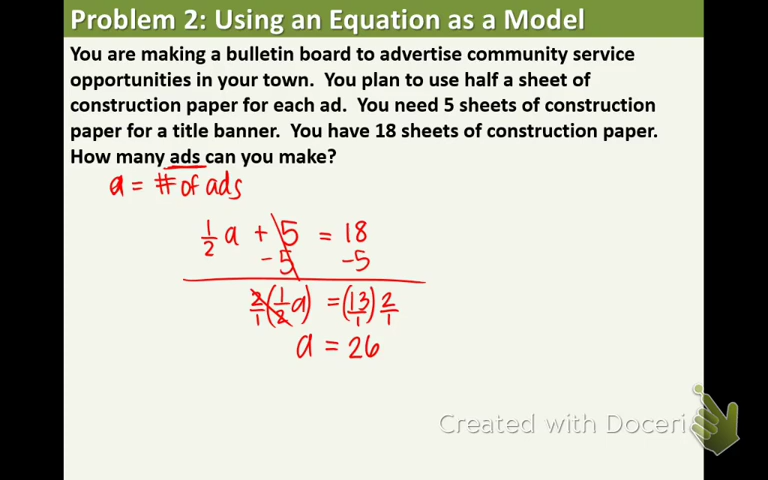 Problem 2: Using an Equation as a Model
You are making a bulletin board to advertise community service
opportunities in your town. You plan to use half a sheet of
construction paper for each ad. You need 5 sheets of construction
paper for a title banner. You have 18 sheets of construction paper.
How many ads can you make?
a = # of ads
1/2 a + 5 = 18
-5 -5
2/1 (1/2 a) = (13/1) 2/1
a = 26
Created with Doceri